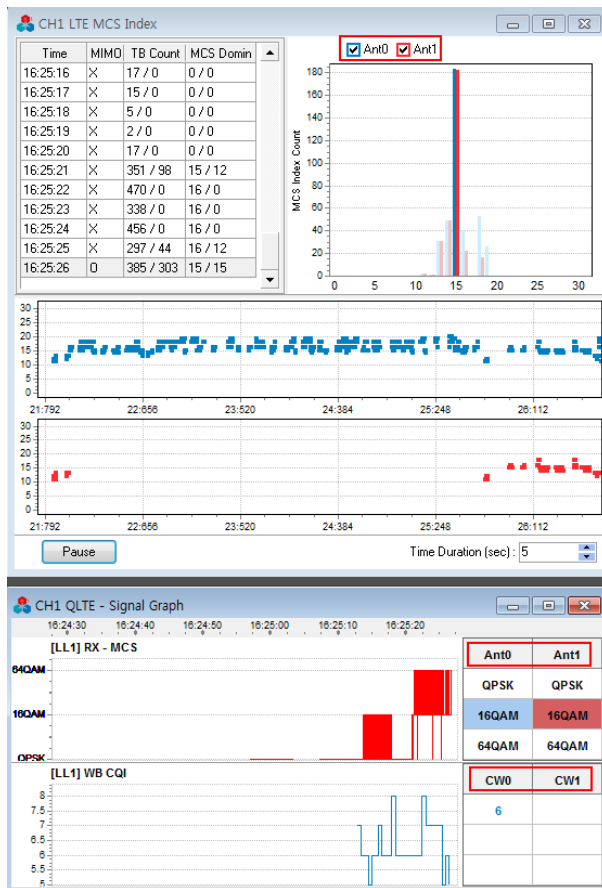 CH1 LTE MCS Index
Time MIMO TB Count MCS Domin
16:25:16 X 17 / 0 0 / 0
16:25:17 X 15 / 0 0 / 0
16:25:18 X 5 / 0 0 / 0
16:25:19 X 2 / 0 0 / 0
16:25:20 X 17 / 0 0 / 0
16:25:21 X 351 / 98 15 / 12
16:25:22 X 470 / 0 16 / 0
16:25:23 X 338 / 0 16 / 0
16:25:24 X 456 / 0 16 / 0
16:25:25 X 297 / 44 16 / 12
16:25:26 O 385 / 303 15 / 15
Ant0 Ant1
MCS Index Count
180
160
140
120
100
80
60
40
20
0
0 5 10 15 20 25 30
30
25
20
15
10
5
0
21:792 22:656 23:520 24:384 25:248 26:112
30
25
20
15
10
5
0
21:792 22:656 23:520 24:384 25:248 26:112
Pause
Time Duration (sec) : 5
CH1 QLTE - Signal Graph
16:24:30 16:24:40 16:24:50 16:25:00 16:25:10 16:25:20
[LL1] RX - MCS
64QAM
16QAM
QPSK
Ant0 Ant1
QPSK QPSK
16QAM 16QAM
64QAM 64QAM
[LL1] WB CQI
8
7.5
7
6.5
6
5.5
5
CW0 CW1
6